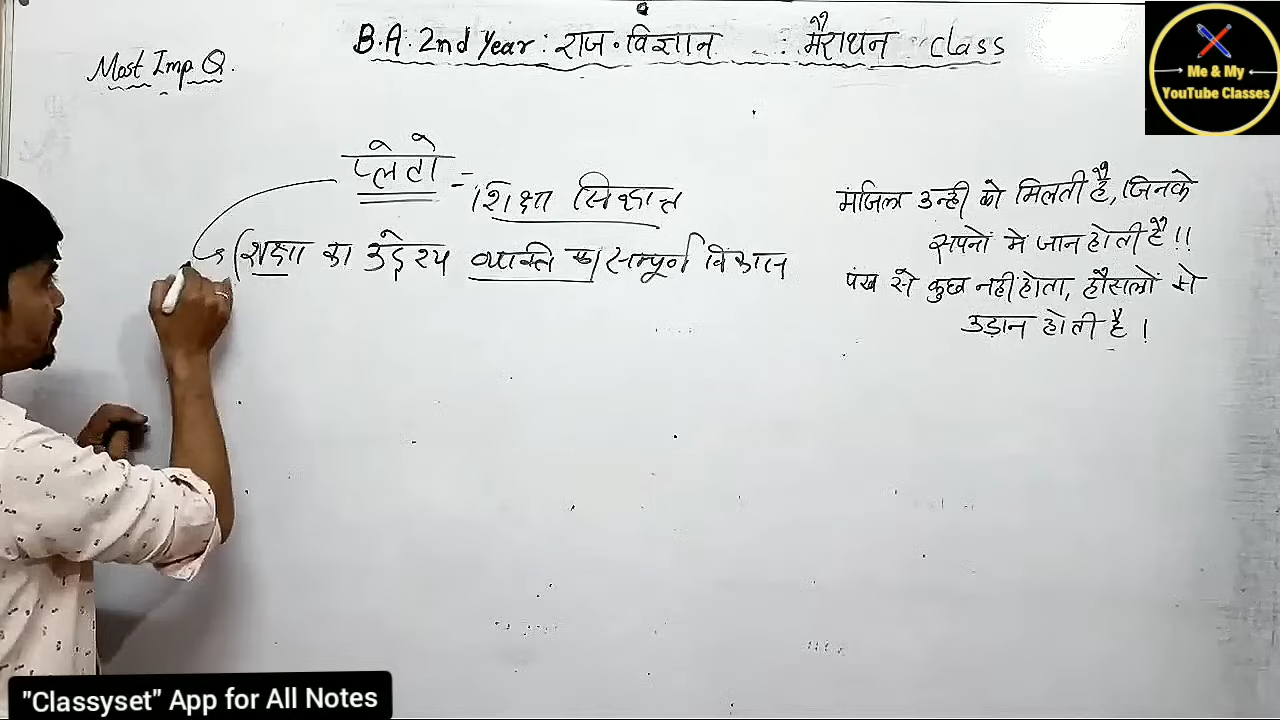 B.A. 2nd Year: राज.विज्ञान : मैराथन class
Most Imp Q.
Me & My
YouTube Classes
प्लेटो = शिक्षा सिद्धान्त
शिक्षा का उद्देश्य व्यक्ति का सम्पूर्ण विकास
मंजिल उन्ही को मिलती है, जिनके
सपनों में जान होती है!!
पंख से कुछ नही होता, हौसलों से
उड़ान होती है।
"Classyset" App for All Notes